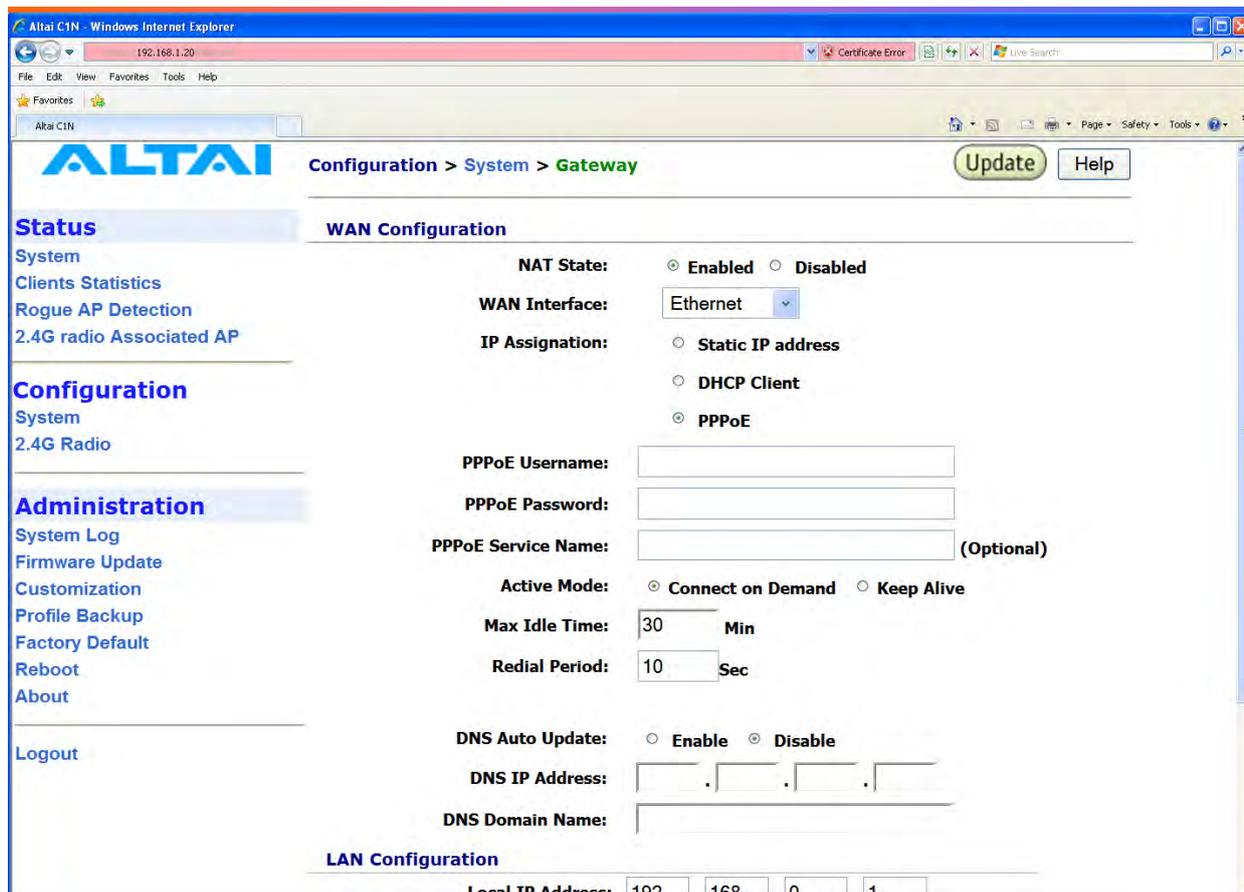 Altai C1N - Windows Internet Explorer
192.168.1.20
Certificate Error
Live Search
File Edit View Favorites Tools Help
Favorites
Altai C1N
Page Safety Tools
ALTAI
Configuration > System > Gateway
Update
Help
Status
System
Clients Statistics
Rogue AP Detection
2.4G radio Associated AP
Configuration
System
2.4G Radio
Administration
System Log
Firmware Update
Customization
Profile Backup
Factory Default
Reboot
About
Logout
WAN Configuration
NAT State: Enabled Disabled
WAN Interface: Ethernet
IP Assignation: Static IP address
DHCP Client
PPPoE
PPPoE Username:
PPPoE Password:
PPPoE Service Name: (Optional)
Active Mode: Connect on Demand Keep Alive
Max Idle Time: 30 Min
Redial Period: 10 Sec
DNS Auto Update: Enable Disable
DNS IP Address: . . .
DNS Domain Name:
LAN Configuration
Local IP Address: 192 168 0 1